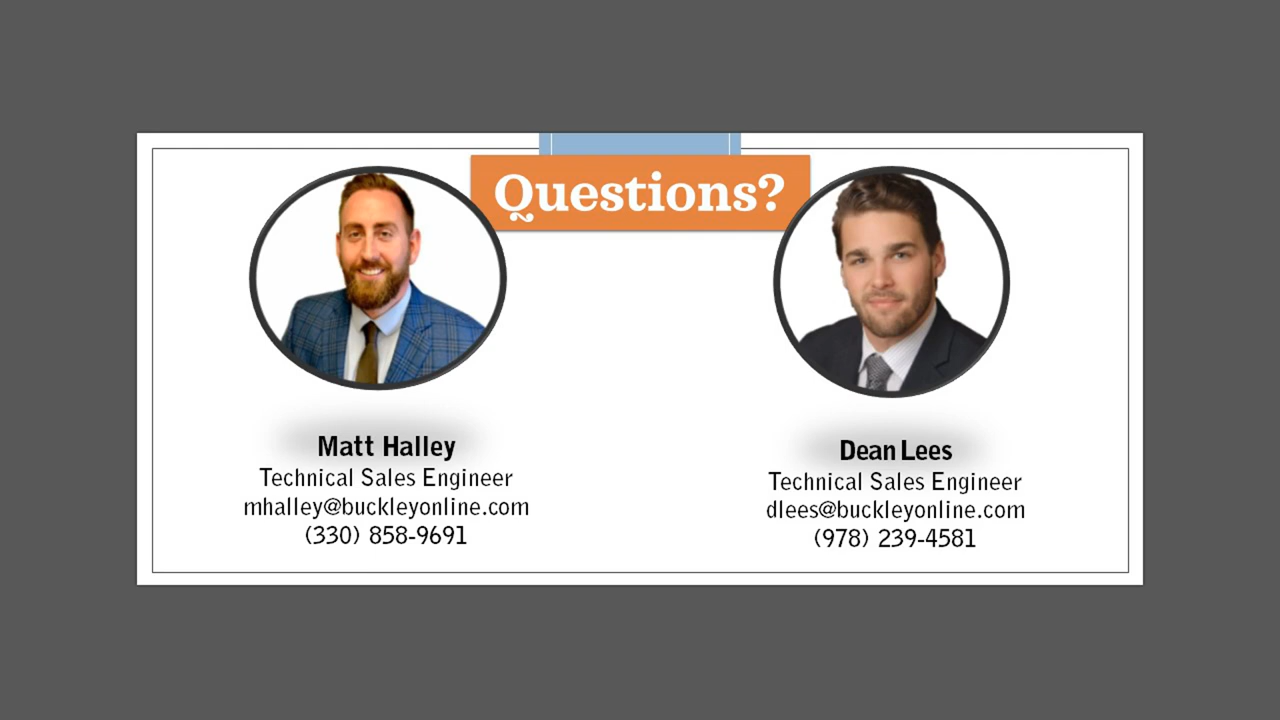 Questions?
Matt Halley
Technical Sales Engineer
mhalley@buckleyonline.com
(330) 858-9691
Dean Lees
Technical Sales Engineer
dlees@buckleyonline.com
(978) 239-4581